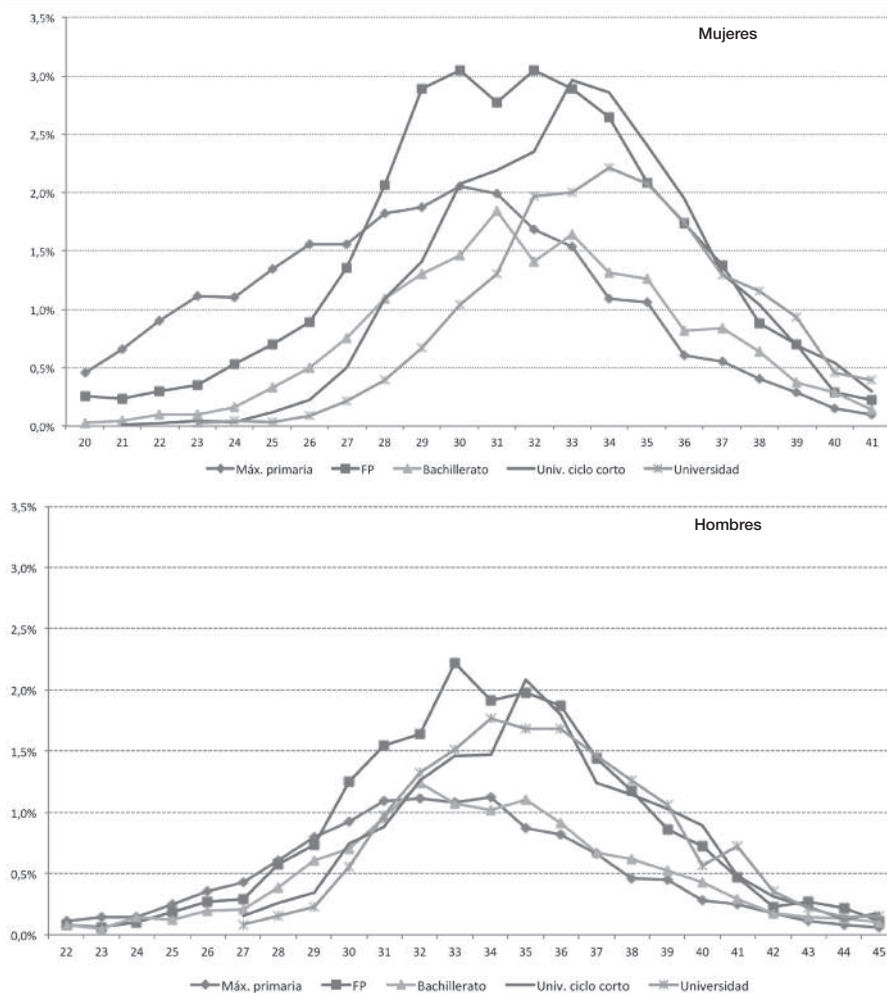 Mujeres
3,5%
3,0%
2,5%
2,0%
1,5%
1,0%
0,5%
0,0%
20 21 22 23 24 25 26 27 28 29 30 31 32 33 34 35 36 37 38 39 40 41
Máx. primaria FP Bachillerato Univ. ciclo corto Universidad
Hombres
3,5%
3,0%
2,5%
2,0%
1,5%
1,0%
0,5%
0,0%
22 23 24 25 26 27 28 29 30 31 32 33 34 35 36 37 38 39 40 41 42 43 44 45
Máx. primaria FP Bachillerato Univ. ciclo corto Universidad